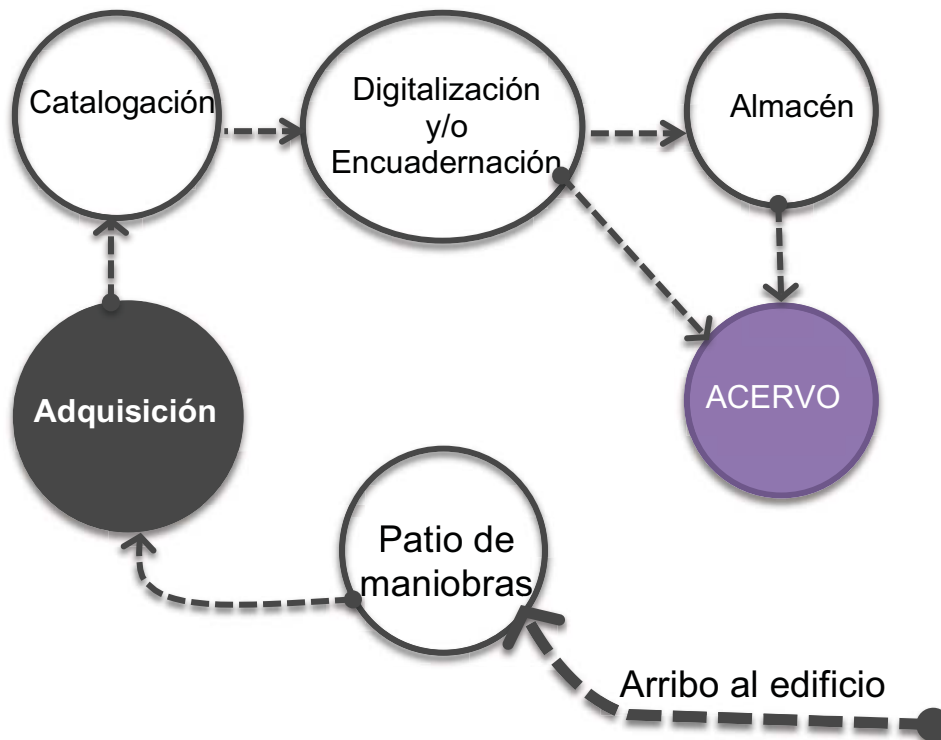 Catalogación
Digitalización
y/o
Encuadernación
Almacén
Adquisición
ACERVO
Patio de
maniobras
Arribo al edificio